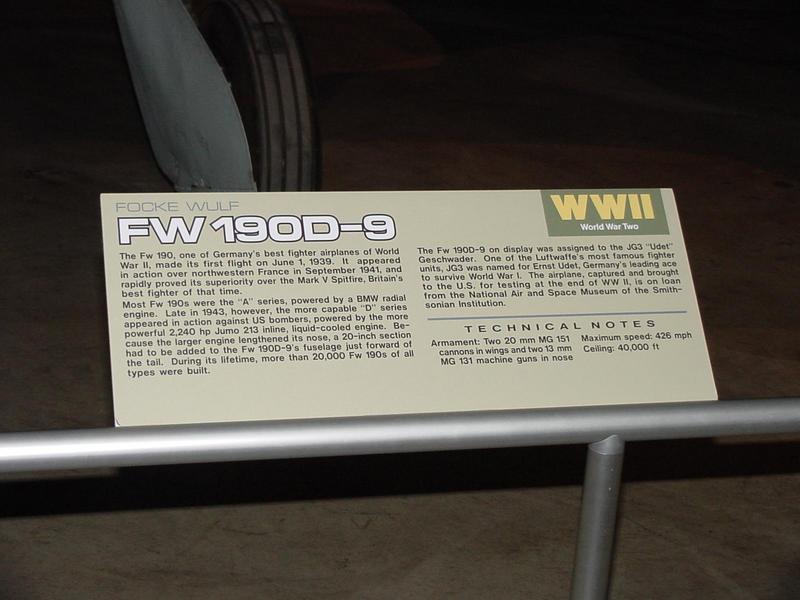 FOCKE WULF
FW 190D-9
The Fw 190, one of Germany's best fighter airplanes of World
War II, made its first flight on June 1, 1939. It appeared
in action over northwestern France in September 1941, and
rapidly proved its superiority over the Mark V Spitfire, Britain's
best fighter of that time.
Most Fw 190s were the "A" series, powered by a BMW radial
engine. Late in 1943, however, the more capable "D" series
appeared in action against US bombers, powered by the more
powerful 2,240 hp Jumo 213 inline, liquid-cooled engine. Be-
cause the larger engine lengthened its nose, a 20-inch section
had to be added to the Fw 190D-9's fuselage just forward of
the tail. During its lifetime, more than 20,000 Fw 190s of all
types were built.
WWII
World War Two
The Fw 190D-9 on display was assigned to the JG3 "Udet"
Geschwader. One of the Luftwaffe's most famous fighter
units, JG3 was named for Ernst Udet, Germany's leading ace
to survive World War I. The airplane, captured and brought
to the U.S. for testing at the end of WW II, is on loan
from the National Air and Space Museum of the Smith-
sonian Institution.
TECHNICAL NOTES
Armament: Two 20 mm MG 151
cannons in wings and two 13 mm
MG 131 machine guns in nose
Maximum speed: 426 mph
Ceiling: 40,000 ft